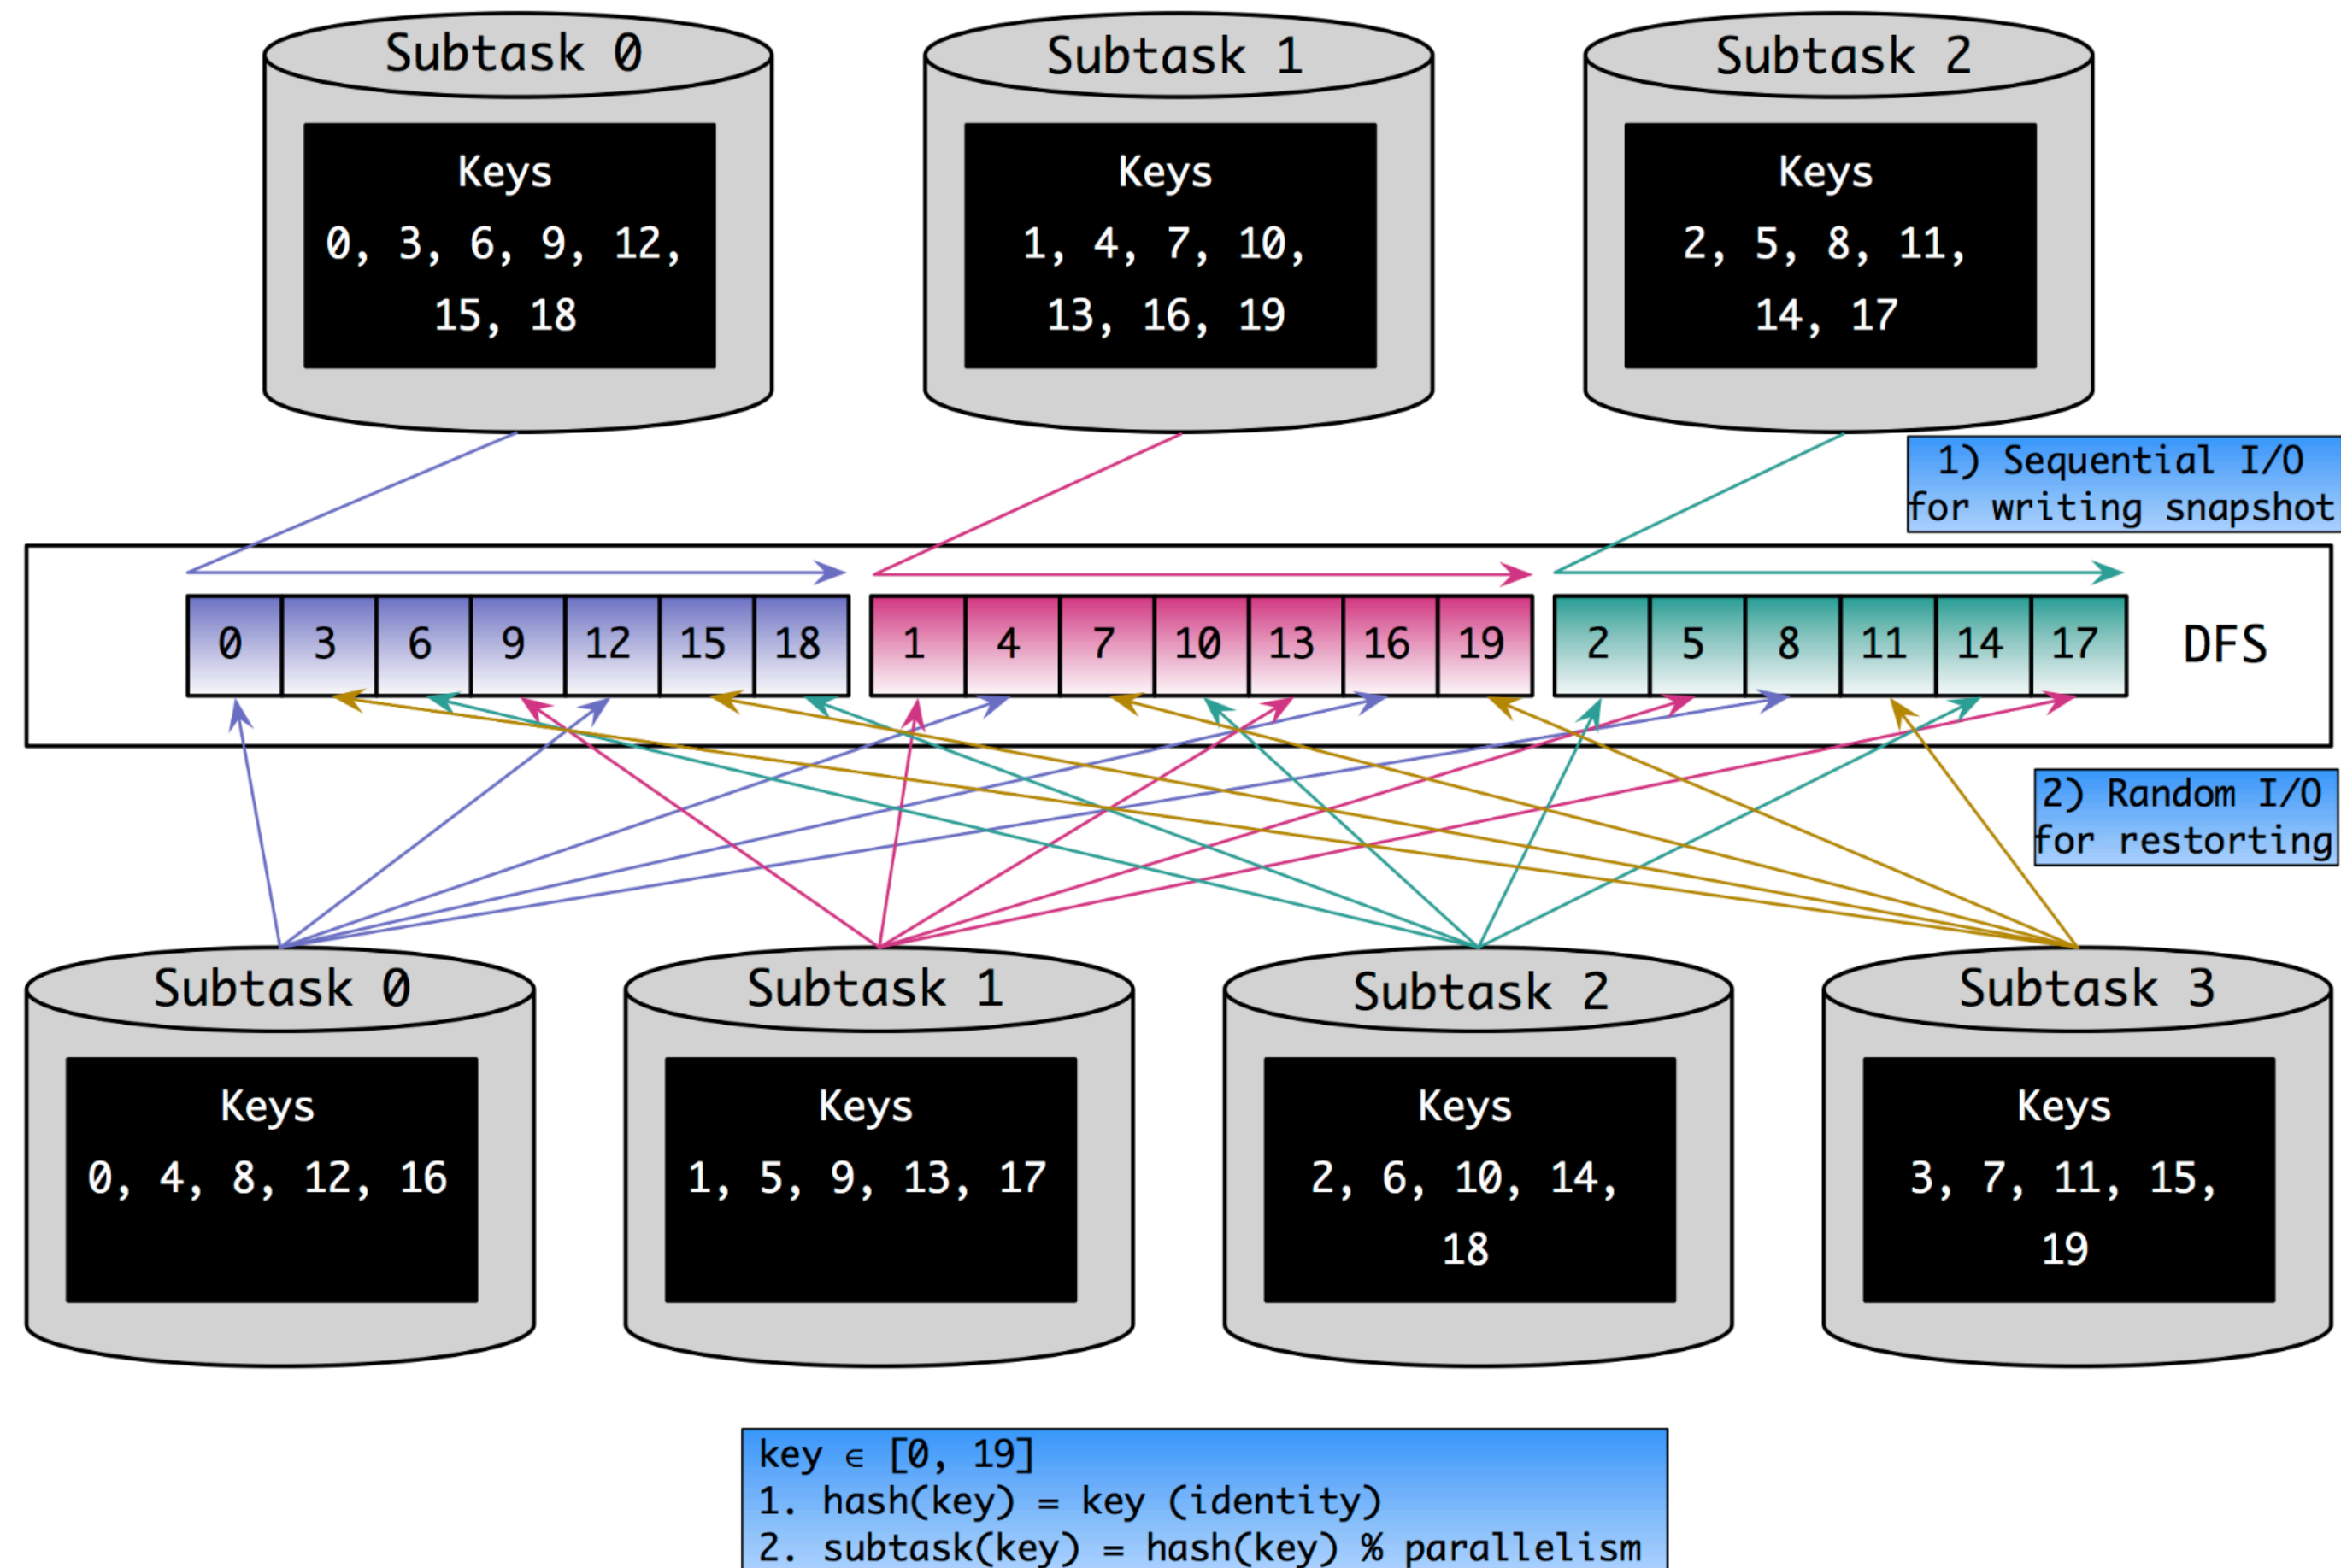 Subtask 0
Keys
0, 3, 6, 9, 12,
15, 18
Subtask 1
Keys
1, 4, 7, 10,
13, 16, 19
Subtask 2
Keys
2, 5, 8, 11,
14, 17
1) Sequential I/O
for writing snapshot
0 3 6 9 12 15 18 1 4 7 10 13 16 19 2 5 8 11 14 17 DFS
2) Random I/O
for restorting
Subtask 0
Keys
0, 4, 8, 12, 16
Subtask 1
Keys
1, 5, 9, 13, 17
Subtask 2
Keys
2, 6, 10, 14,
18
Subtask 3
Keys
3, 7, 11, 15,
19
key ∈ [0, 19]
1. hash(key) = key (identity)
2. subtask(key) = hash(key) % parallelism